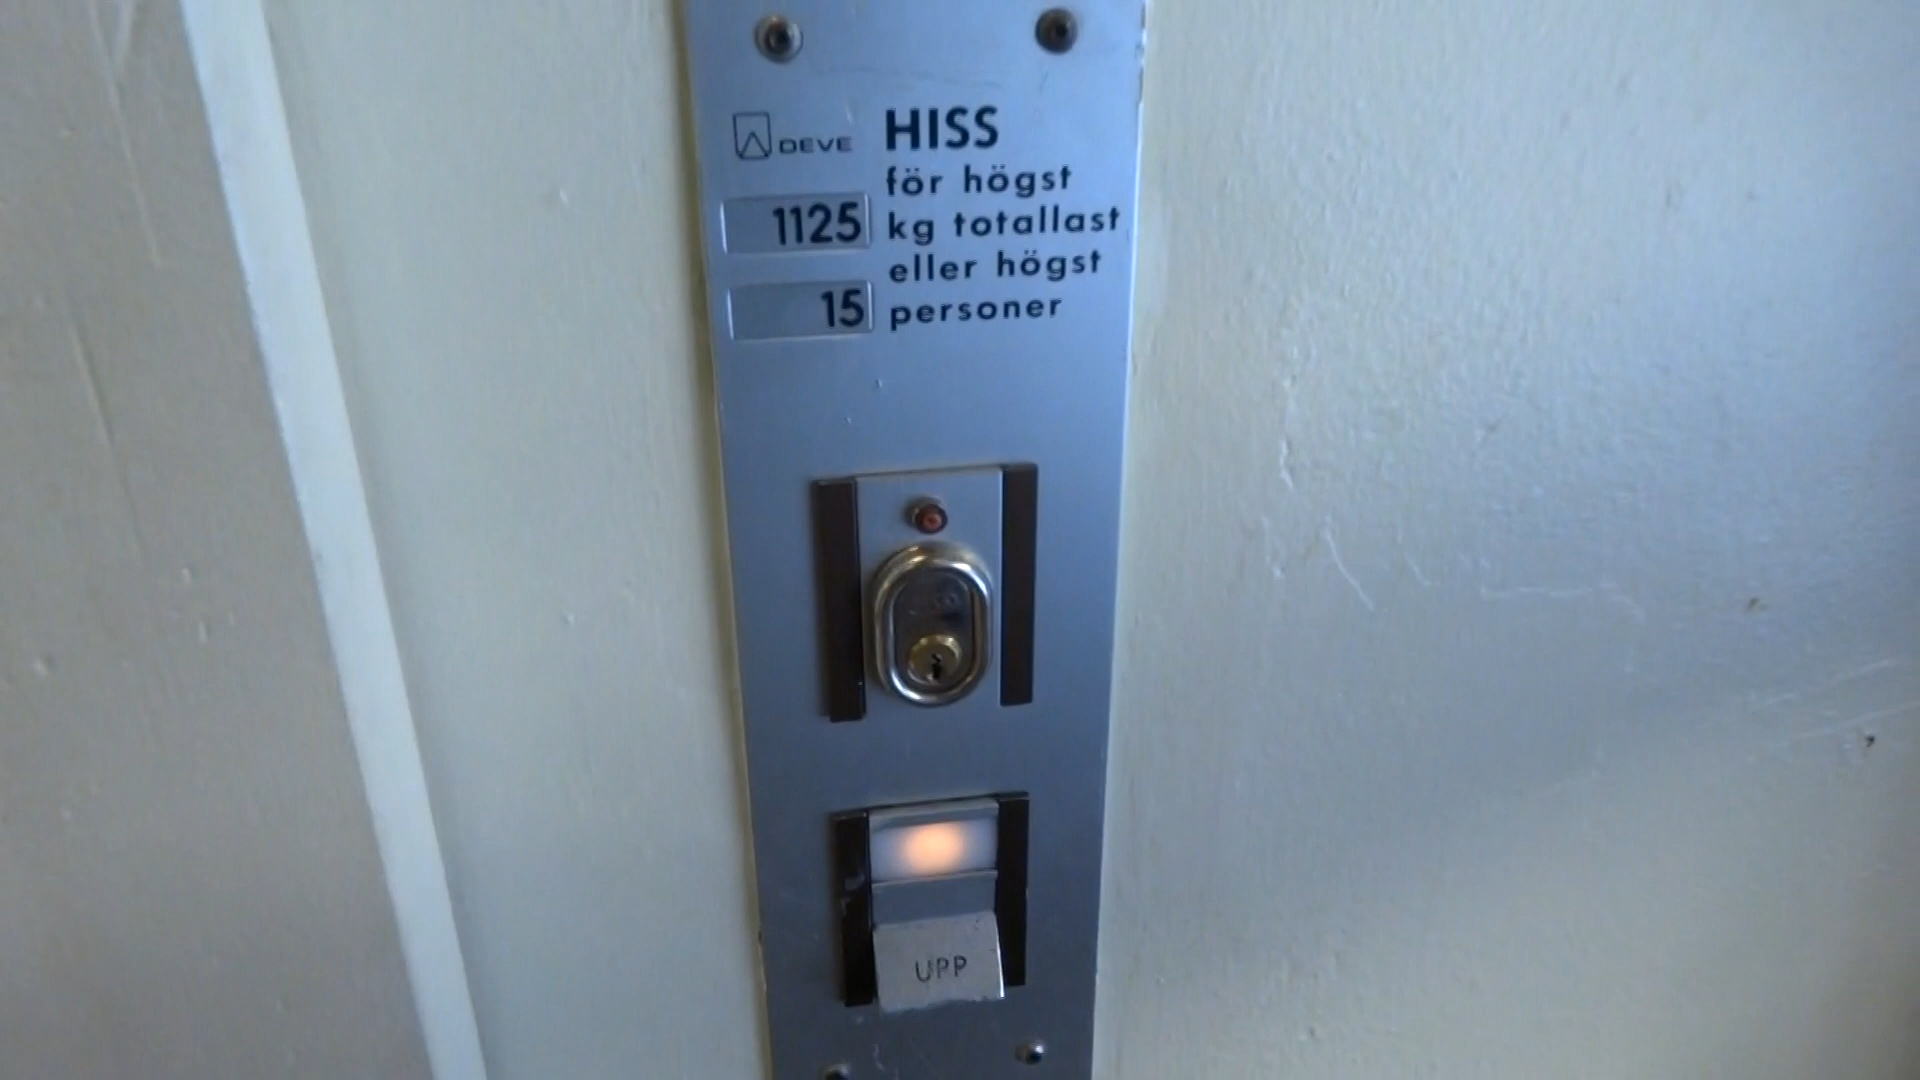 DEVE HISS
för högst
1125 kg totallast
eller högst
15 personer
UPP